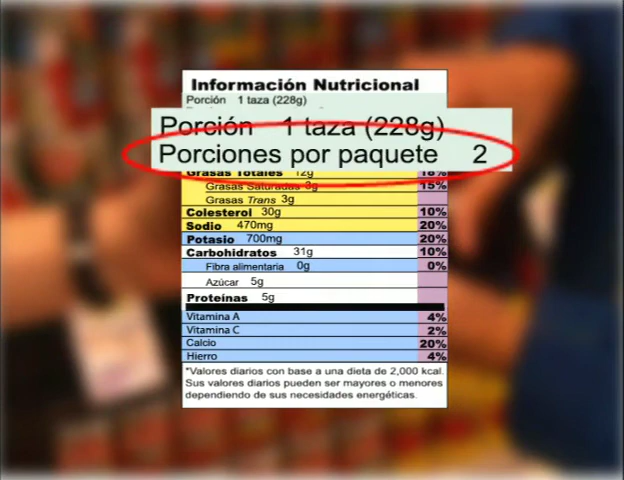 Información Nutricional
Porción 1 taza (228g)
Porción 1 taza (228g)
Porciones por paquete 2
Grasas Totales 12g 18%
Grasas Saturadas 3g 15%
Grasas Trans 3g
Colesterol 30g 10%
Sodio 470mg 20%
Potasio 700mg 20%
Carbohidratos 31g 10%
Fibra alimentaria 0g 0%
Azúcar 5g
Proteínas 5g
Vitamina A 4%
Vitamina C 2%
Calcio 20%
Hierro 4%
*Valores diarios con base a una dieta de 2,000 kcal.
Sus valores diarios pueden ser mayores o menores
dependiendo de sus necesidades energéticas.